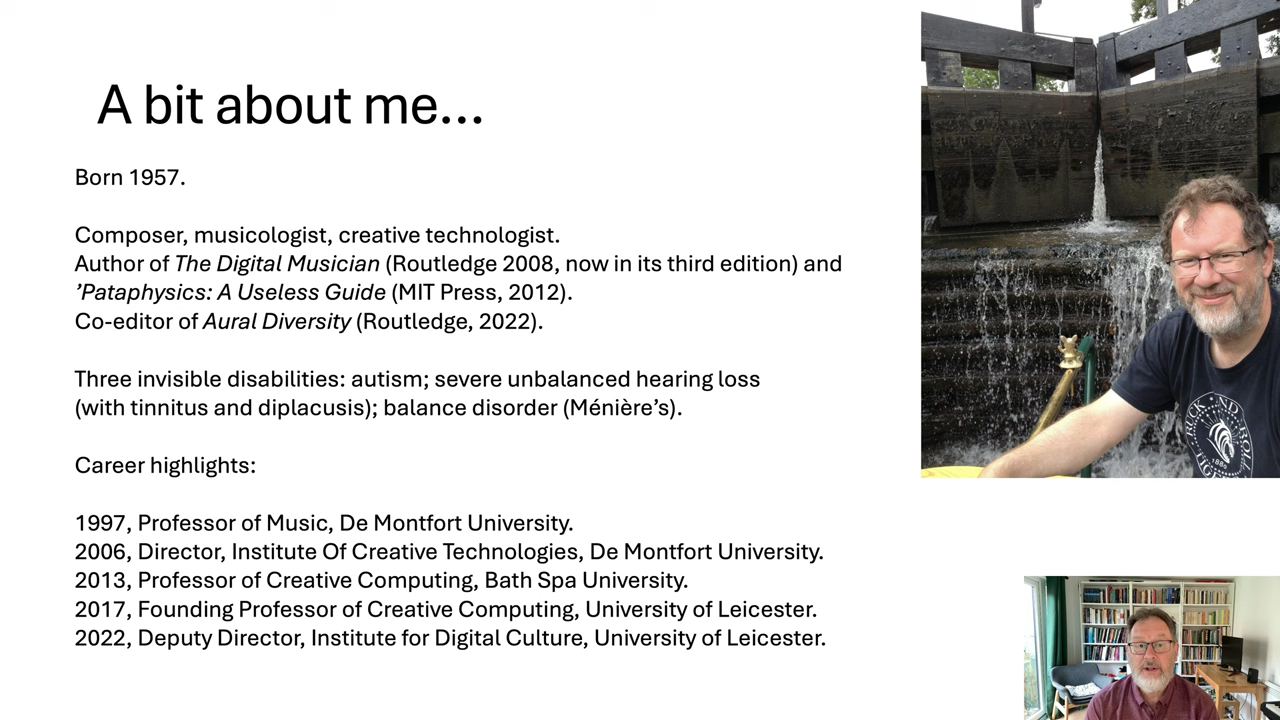 A bit about me...
Born 1957.
Composer, musicologist, creative technologist.
Author of The Digital Musician (Routledge 2008, now in its third edition) and
’Pataphysics: A Useless Guide (MIT Press, 2012).
Co-editor of Aural Diversity (Routledge, 2022).
Three invisible disabilities: autism; severe unbalanced hearing loss
(with tinnitus and diplacusis); balance disorder (Ménière’s).
Career highlights:
1997, Professor of Music, De Montfort University.
2006, Director, Institute Of Creative Technologies, De Montfort University.
2013, Professor of Creative Computing, Bath Spa University.
2017, Founding Professor of Creative Computing, University of Leicester.
2022, Deputy Director, Institute for Digital Culture, University of Leicester.
1880